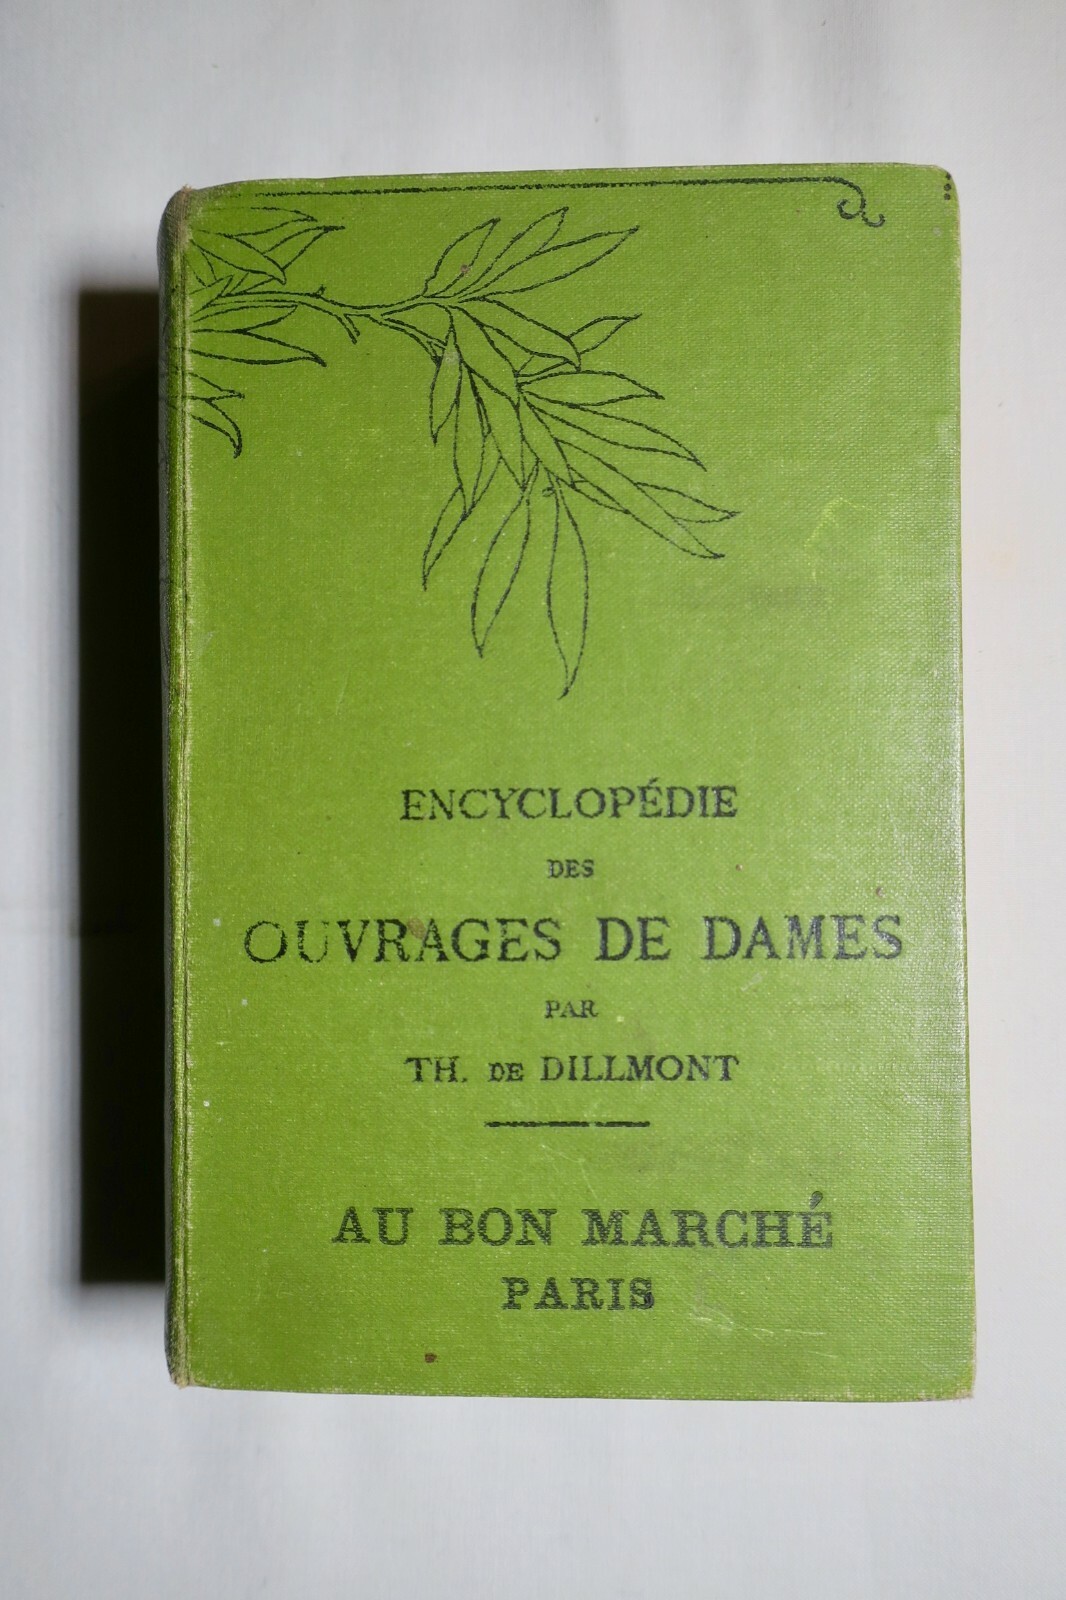 ENCYCLOPÉDIE
DES
OUVRAGES DE DAMES
PAR
TH. DE DILLMONT
AU BON MARCHÉ
PARIS